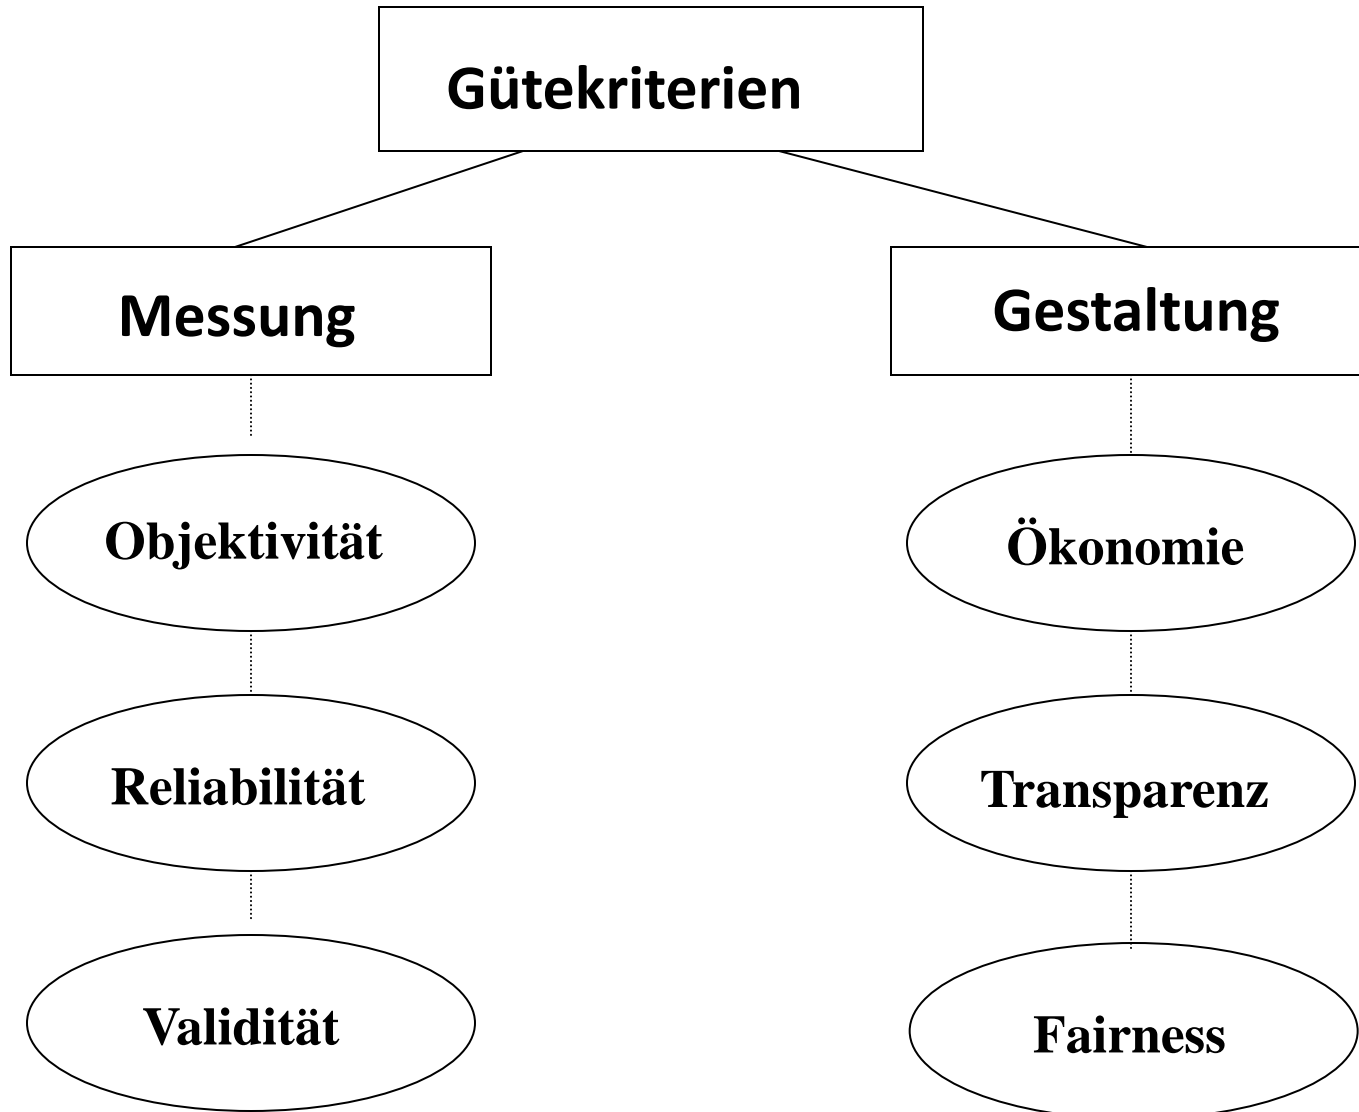 Gütekriterien
Messung
Gestaltung
Objektivität
Ökonomie
Reliabilität
Transparenz
Validität
Fairness